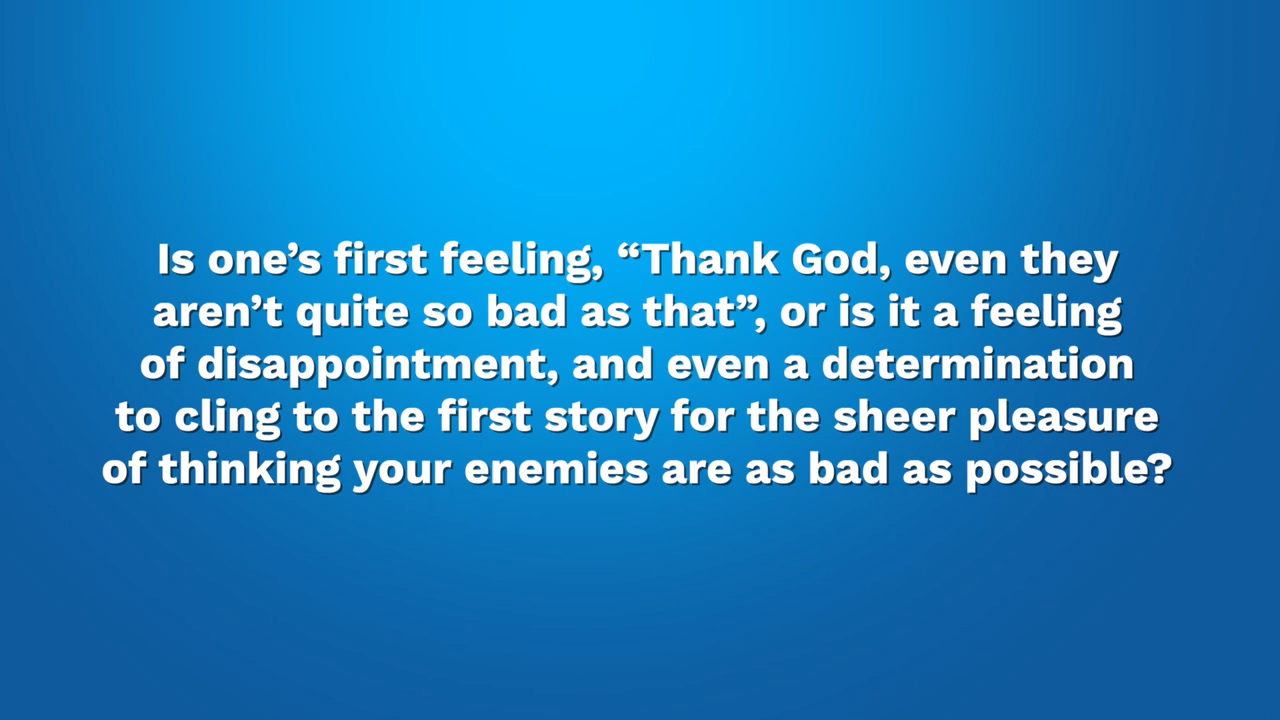 Is one’s first feeling, “Thank God, even they
aren’t quite so bad as that”, or is it a feeling
of disappointment, and even a determination
to cling to the first story for the sheer pleasure
of thinking your enemies are as bad as possible?